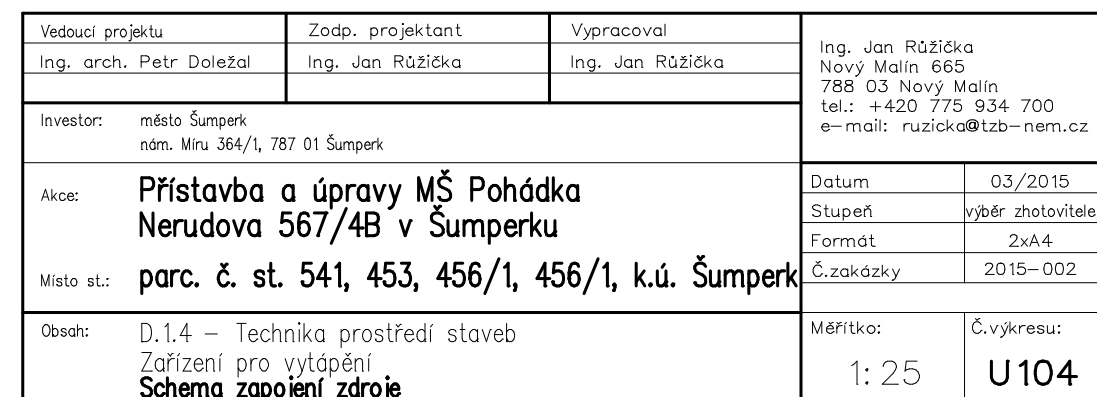 Vedoucí projektu Zodp. projektant Vypracoval
Ing. arch. Petr Doležal Ing. Jan Růžička Ing. Jan Růžička
Ing. Jan Růžička
Nový Malín 665
788 03 Nový Malín
tel.: +420 775 934 700
e-mail: ruzicka@tzb-nem.cz
Investor: město Šumperk
nám. Míru 364/1, 787 01 Šumperk
Akce: Přístavba a úpravy MŠ Pohádka
Nerudova 567/4B v Šumperku
Místo st.: parc. č. st. 541, 453, 456/1, 456/1, k.ú. Šumperk
Datum 03/2015
Stupeň výběr zhotovitele
Formát 2xA4
Č.zakázky 2015-002
Obsah: D.1.4 - Technika prostředí staveb
Zařízení pro vytápění
Schema zapojení zdroje
Měřítko: Č.výkresu:
1:25 U104